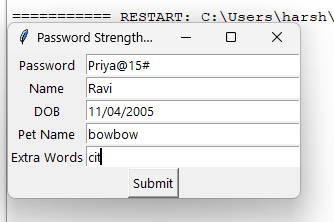 =========== RESTART: C:\Users\harsh\
Password Strength...
Password Priya@15#
Name Ravi
DOB 11/04/2005
Pet Name bowbow
Extra Words cit
Submit